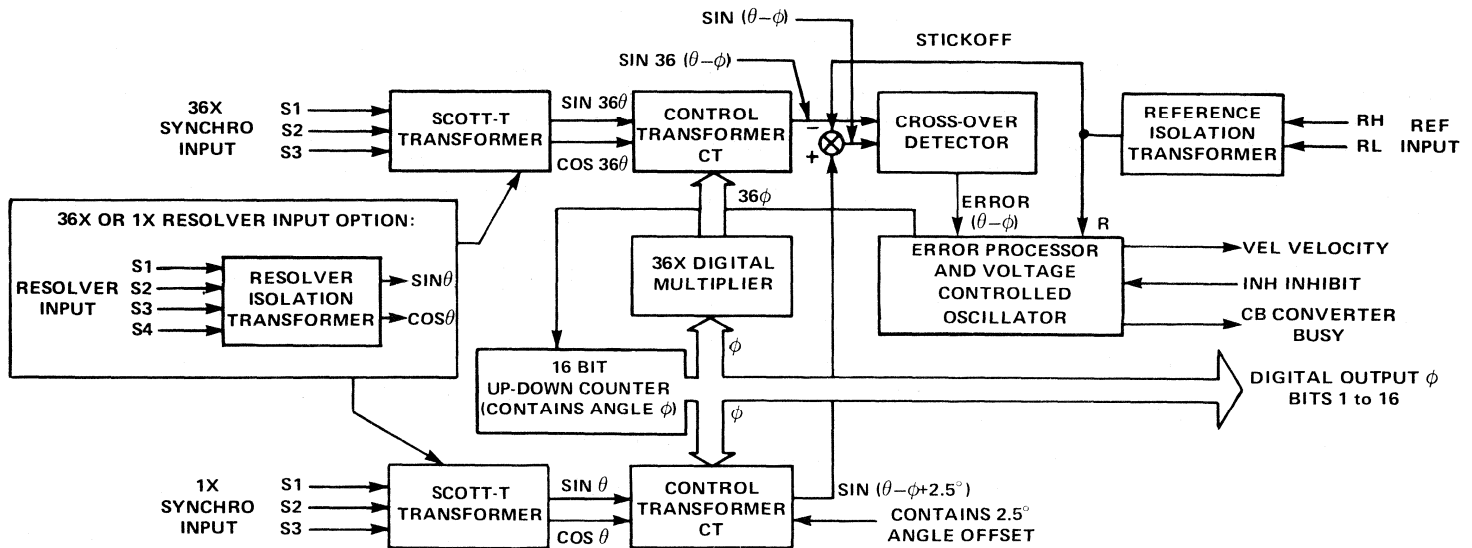 SIN (θ–ϕ)
STICKOFF
SIN 36 (θ–ϕ)
36X
SYNCHRO
INPUT
S1
S2
S3
SCOTT-T
TRANSFORMER
SIN 36θ
COS 36θ
CONTROL
TRANSFORMER
CT
–
+
CROSS-OVER
DETECTOR
REFERENCE
ISOLATION
TRANSFORMER
RH
RL
REF
INPUT
36X OR 1X RESOLVER INPUT OPTION:
RESOLVER
INPUT
S1
S2
S3
S4
RESOLVER
ISOLATION
TRANSFORMER
SINθ
COSθ
36ϕ
36X DIGITAL
MULTIPLIER
ERROR
(θ–ϕ)
R
ERROR PROCESSOR
AND VOLTAGE
CONTROLLED
OSCILLATOR
VEL VELOCITY
INH INHIBIT
CB CONVERTER
BUSY
ϕ
16 BIT
UP-DOWN COUNTER
(CONTAINS ANGLE ϕ)
ϕ
DIGITAL OUTPUT ϕ
BITS 1 to 16
1X
SYNCHRO
INPUT
S1
S2
S3
SCOTT-T
TRANSFORMER
SIN θ
COS θ
CONTROL
TRANSFORMER
CT
SIN (θ–ϕ+2.5°)
CONTAINS 2.5°
ANGLE OFFSET